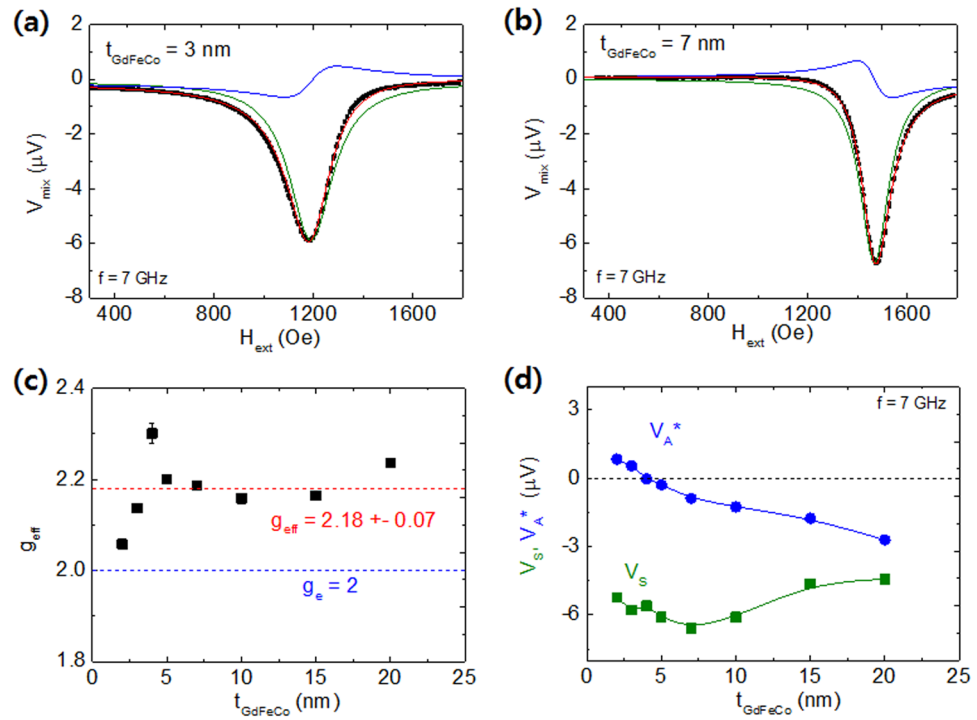 (a)
t_GdFeCo = 3 nm
2
0
-2
-4
-6
-8
V_mix (μV)
f = 7 GHz
400 800 1200 1600
H_ext (Oe)
(b)
t_GdFeCo = 7 nm
2
0
-2
-4
-6
-8
V_mix (μV)
f = 7 GHz
400 800 1200 1600
H_ext (Oe)
(c)
2.4
2.2
2.0
1.8
g_eff
g_eff = 2.18 +- 0.07
g_e = 2
0 5 10 15 20 25
t_GdFeCo (nm)
(d)
f = 7 GHz
3
0
-3
-6
V_S, V_A* (μV)
V_A*
V_S
0 5 10 15 20 25
t_GdFeCo (nm)